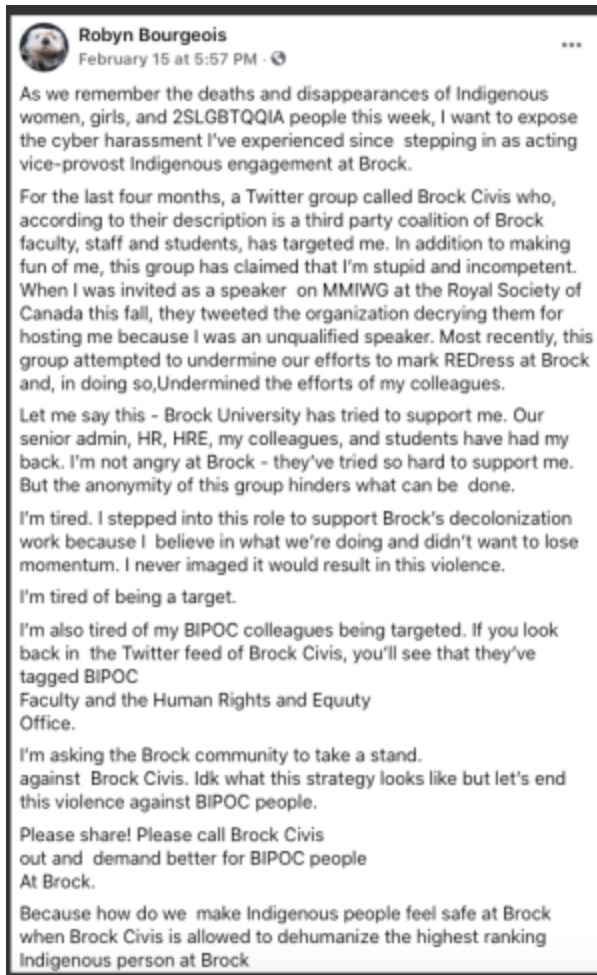 Robyn Bourgeois
February 15 at 5:57 PM ·
As we remember the deaths and disappearances of Indigenous
women, girls, and 2SLGBTQQIA people this week, I want to expose
the cyber harassment I've experienced since stepping in as acting
vice-provost Indigenous engagement at Brock.
For the last four months, a Twitter group called Brock Civis who,
according to their description is a third party coalition of Brock
faculty, staff and students, has targeted me. In addition to making
fun of me, this group has claimed that I'm stupid and incompetent.
When I was invited as a speaker on MMIWG at the Royal Society of
Canada this fall, they tweeted the organization decrying them for
hosting me because I was an unqualified speaker. Most recently, this
group attempted to undermine our efforts to mark REDress at Brock
and, in doing so,Undermined the efforts of my colleagues.
Let me say this - Brock University has tried to support me. Our
senior admin, HR, HRE, my colleagues, and students have had my
back. I'm not angry at Brock - they've tried so hard to support me.
But the anonymity of this group hinders what can be done.
I'm tired. I stepped into this role to support Brock's decolonization
work because I believe in what we're doing and didn't want to lose
momentum. I never imaged it would result in this violence.
I'm tired of being a target.
I'm also tired of my BIPOC colleagues being targeted. If you look
back in the Twitter feed of Brock Civis, you'll see that they've
tagged BIPOC
Faculty and the Human Rights and Equuty
Office.
I'm asking the Brock community to take a stand.
against Brock Civis. Idk what this strategy looks like but let's end
this violence against BIPOC people.
Please share! Please call Brock Civis
out and demand better for BIPOC people
At Brock.
Because how do we make Indigenous people feel safe at Brock
when Brock Civis is allowed to dehumanize the highest ranking
Indigenous person at Brock